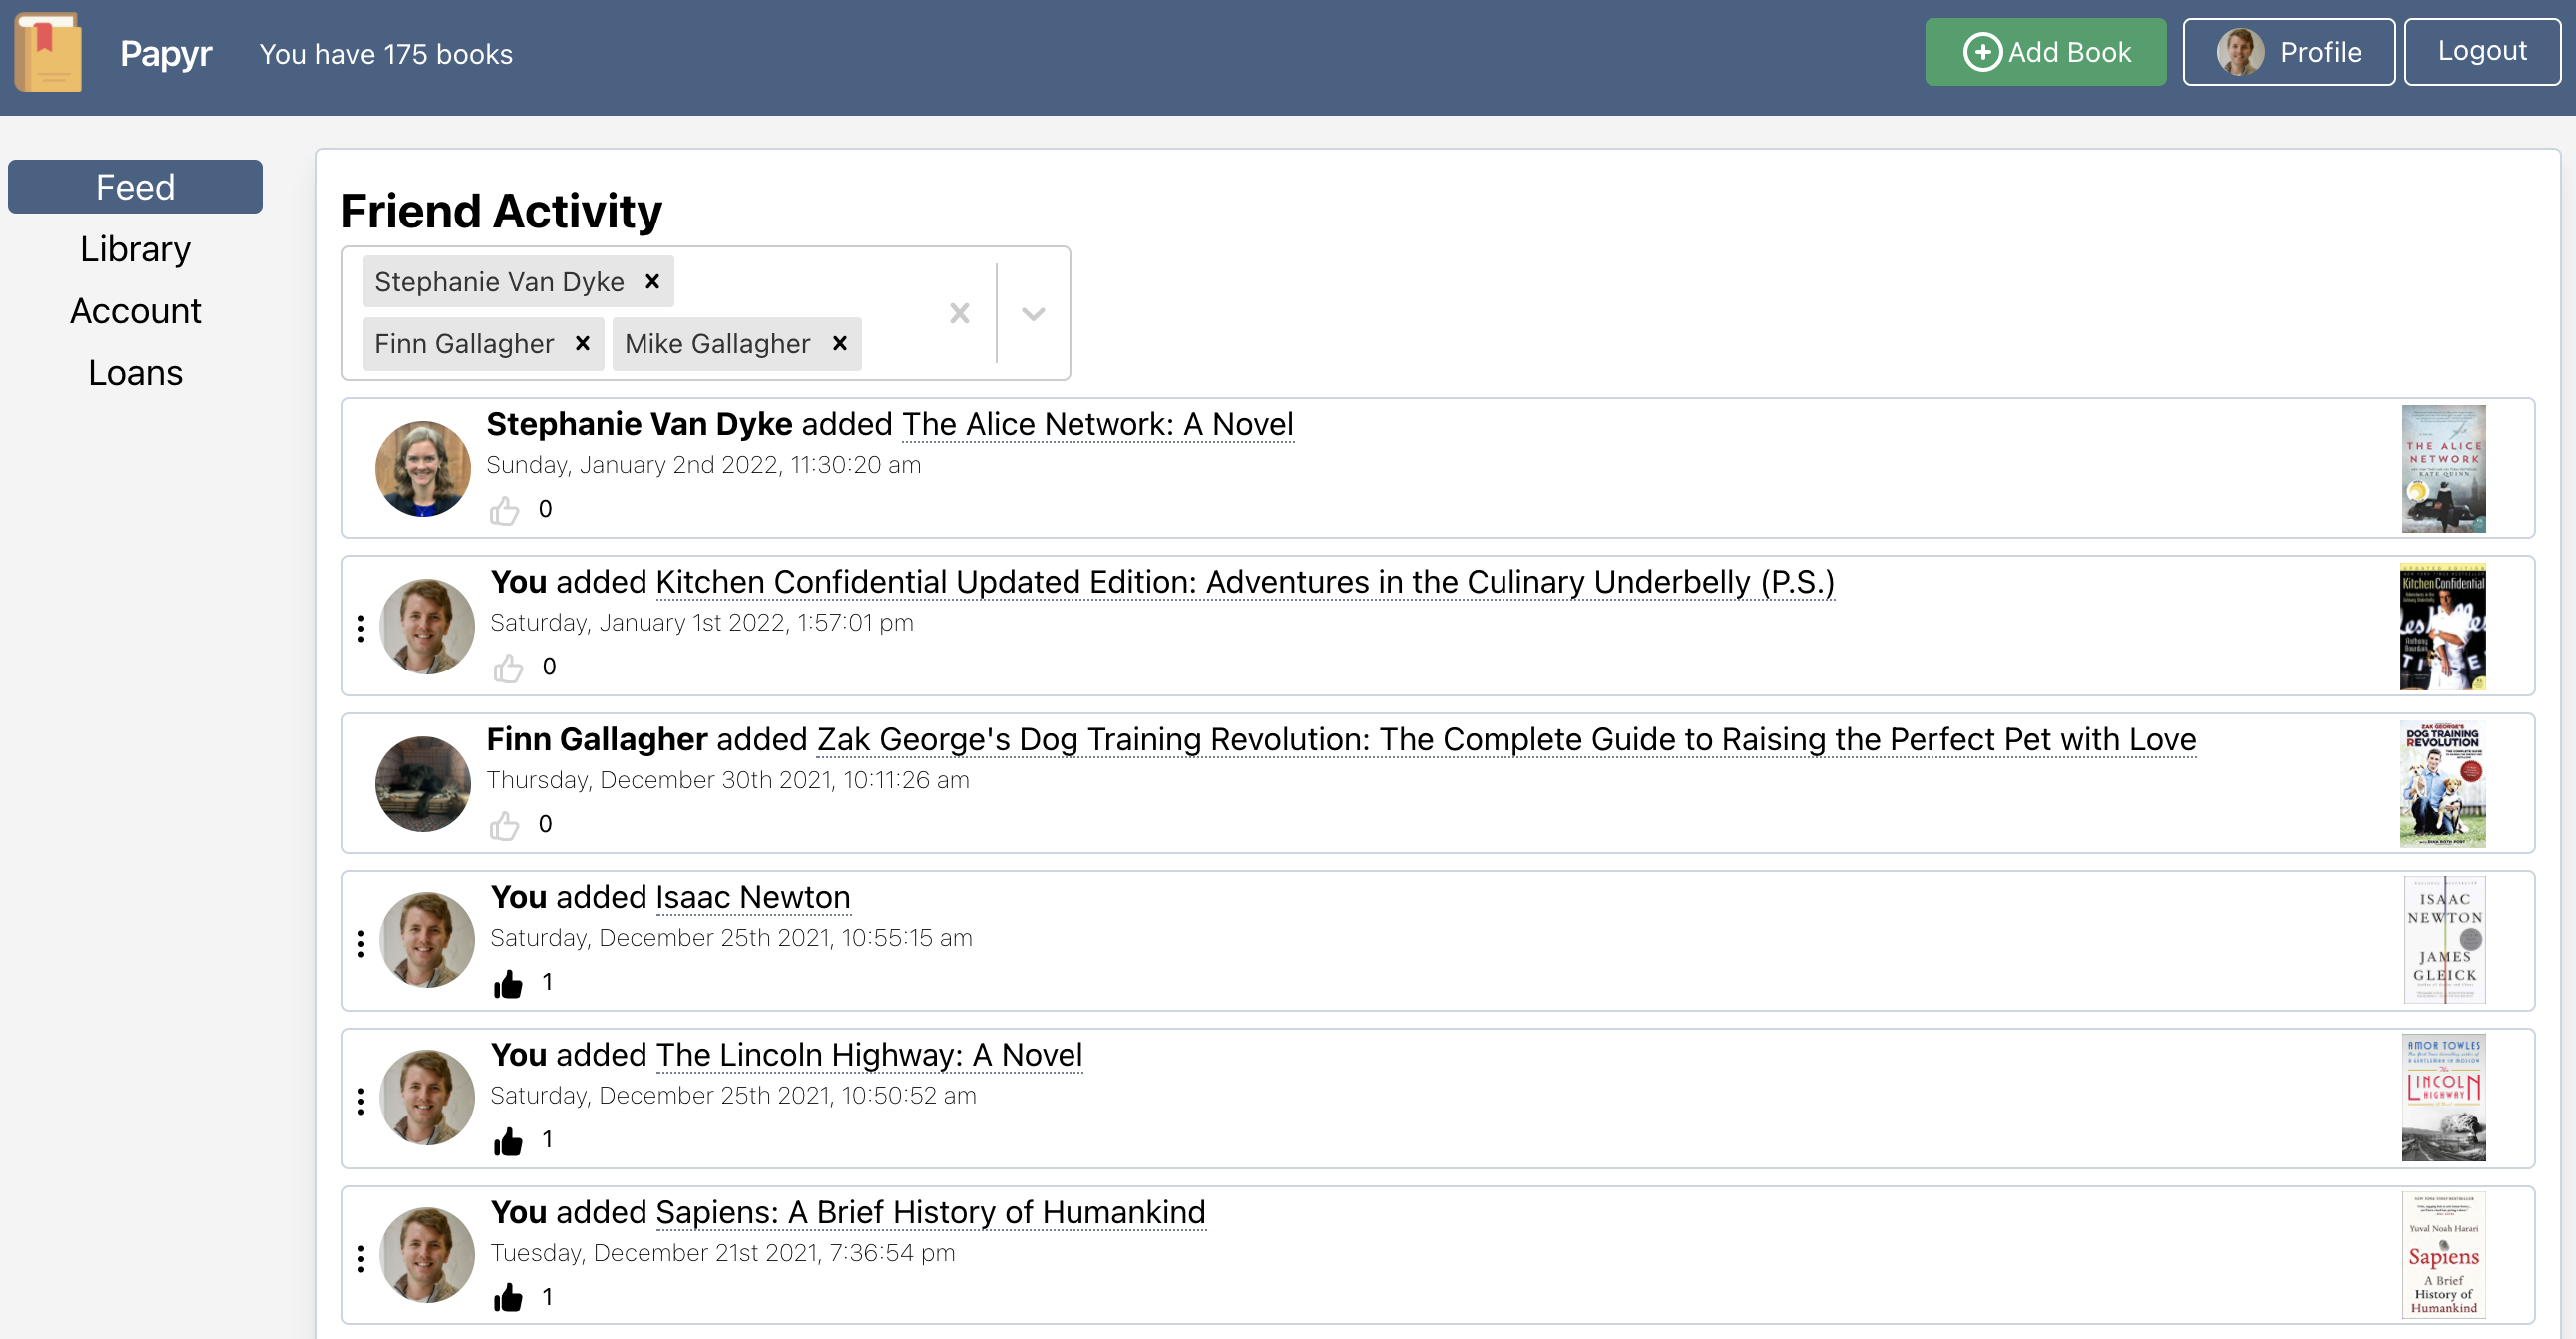 Papyr You have 175 books Add Book Profile Logout
Feed
Library
Account
Loans
Friend Activity
Stephanie Van Dyke
Finn Gallagher Mike Gallagher
Stephanie Van Dyke added The Alice Network: A Novel
Sunday, January 2nd 2022, 11:30:20 am
0
THE ALICE
NETWORK
KATE QUINN
You added Kitchen Confidential Updated Edition: Adventures in the Culinary Underbelly (P.S.)
Saturday, January 1st 2022, 1:57:01 pm
0
Kitchen Confidential
Anthony
Bourdain
Finn Gallagher added Zak George's Dog Training Revolution: The Complete Guide to Raising the Perfect Pet with Love
Thursday, December 30th 2021, 10:11:26 am
0
ZAK GEORGE'S
DOG TRAINING
REVOLUTION
You added Isaac Newton
Saturday, December 25th 2021, 10:55:15 am
1
ISAAC
NEWTON
JAMES
GLEICK
You added The Lincoln Highway: A Novel
Saturday, December 25th 2021, 10:50:52 am
1
AMOR TOWLES
The
LINCOLN
HIGHWAY
You added Sapiens: A Brief History of Humankind
Tuesday, December 21st 2021, 7:36:54 pm
1
Yuval Noah Harari
Sapiens
A Brief
History of
Humankind